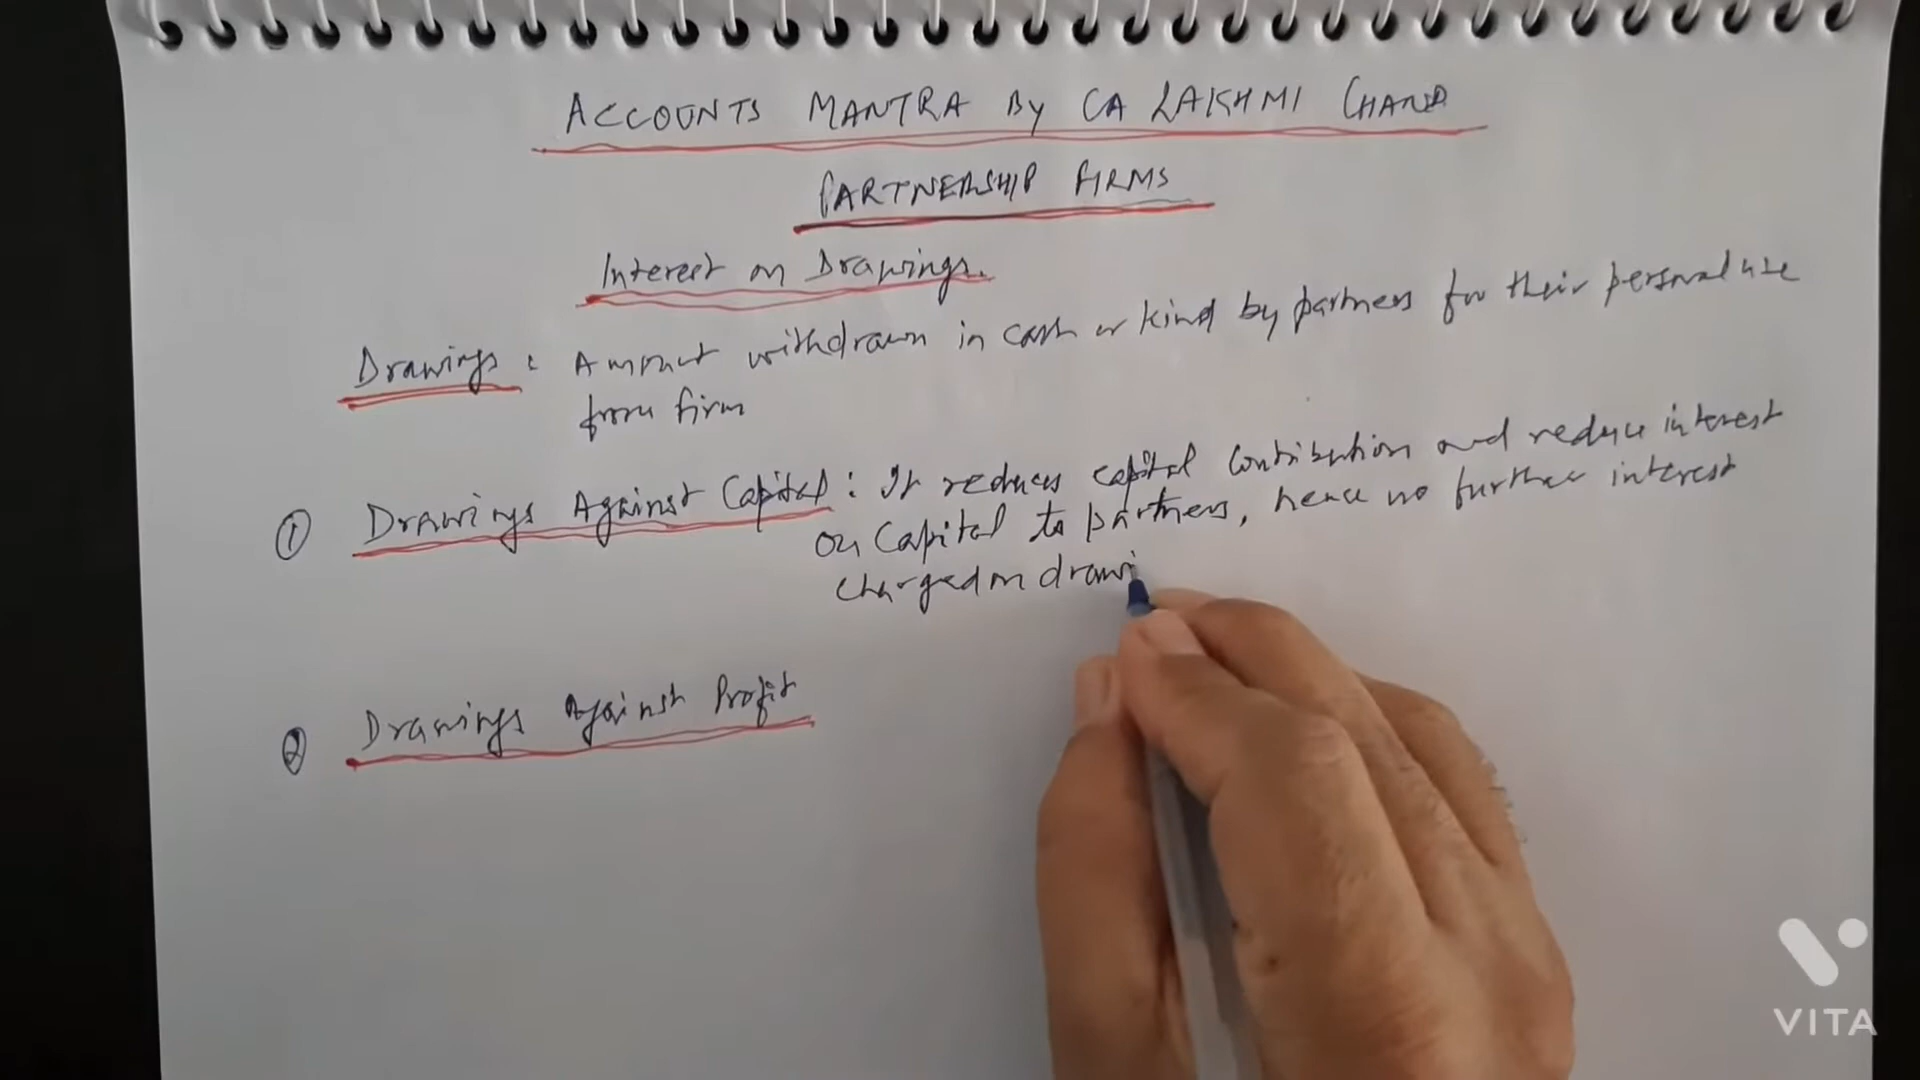 ACCOUNTS MANTRA By CA LAKHMI CHAND
PARTNERSHIP FIRMS
Interest on Drawings.
Drawings : Amount withdrawn in cash or kind by partners for their personal use
from firm
① Drawings Against Capital : It reduces capital contribution and reduce interest
on Capital to partners, hence no further interest
charged on drawi
② Drawings Against Profit
VITA